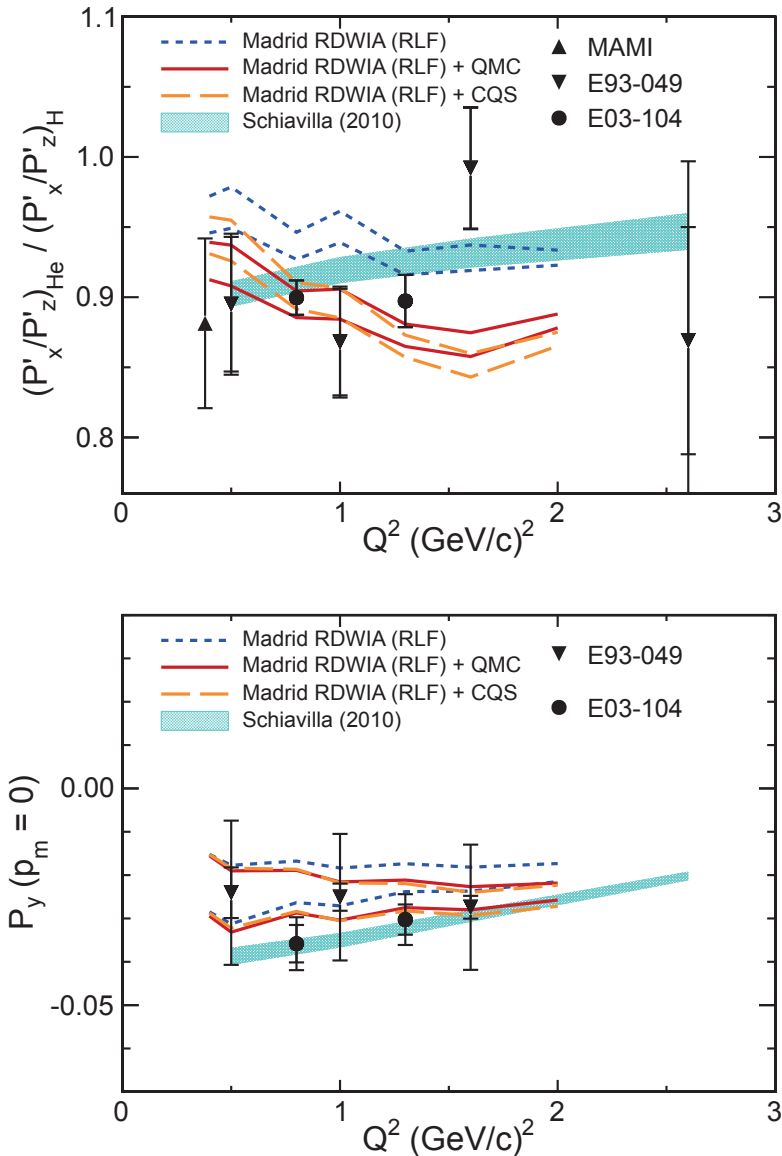 1.1
Madrid RDWIA (RLF)
Madrid RDWIA (RLF) + QMC
Madrid RDWIA (RLF) + CQS
Schiavilla (2010)
MAMI
E93-049
E03-104
1.0
0.9
0.8
(P'x/P'z)He / (P'x/P'z)H
0 1 2 3
Q² (GeV/c)²
Madrid RDWIA (RLF)
Madrid RDWIA (RLF) + QMC
Madrid RDWIA (RLF) + CQS
Schiavilla (2010)
E93-049
E03-104
0.00
-0.05
P_y (p_m = 0)
0 1 2 3
Q² (GeV/c)²